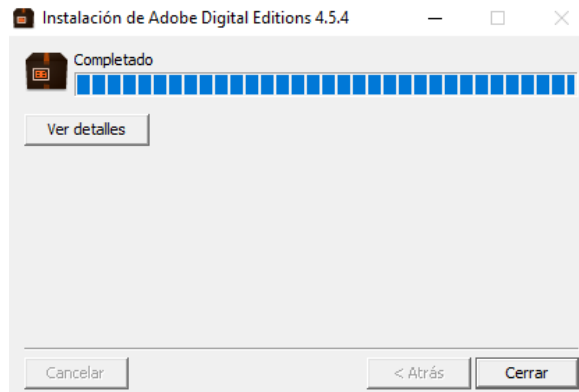 Instalación de Adobe Digital Editions 4.5.4
Completado
Ver detalles
Cancelar
< Atrás
Cerrar